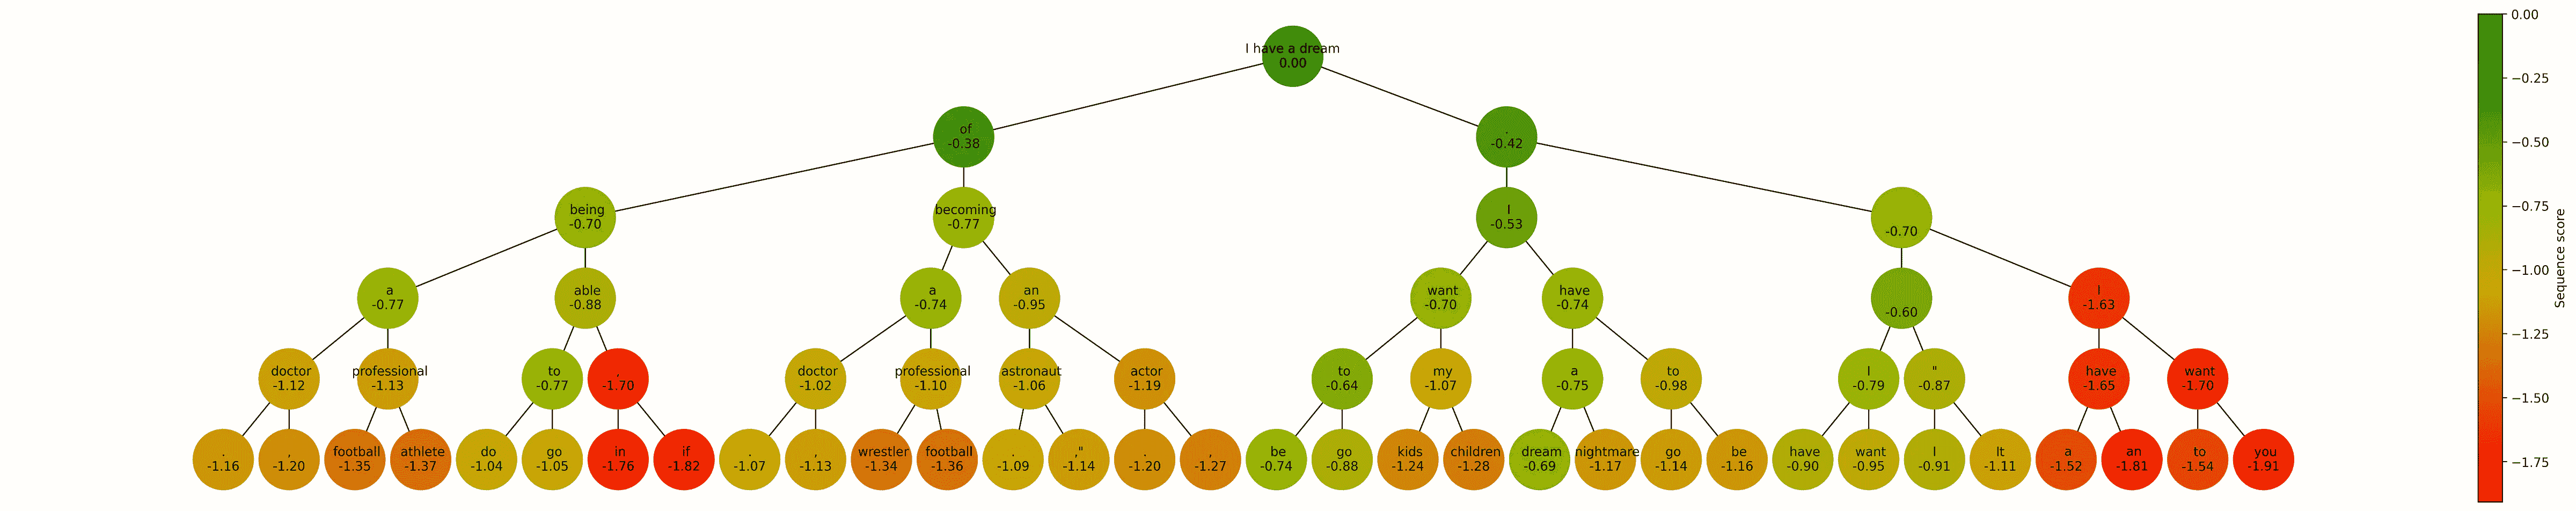 I have a dream
0.00
of
-0.38
.
-0.42
being
-0.70
becoming
-0.77
I
-0.53
-0.70
a
-0.77
able
-0.88
a
-0.74
an
-0.95
want
-0.70
have
-0.74
-0.60
I
-1.63
doctor
-1.12
professional
-1.13
to
-0.77
,
-1.70
doctor
-1.02
professional
-1.10
astronaut
-1.06
actor
-1.19
to
-0.64
my
-1.07
a
-0.75
to
-0.98
I
-0.79
"
-0.87
have
-1.65
want
-1.70
.
-1.16
,
-1.20
football
-1.35
athlete
-1.37
do
-1.04
go
-1.05
in
-1.76
if
-1.82
.
-1.07
,
-1.13
wrestler
-1.34
football
-1.36
.
-1.09
,"
-1.14
.
-1.20
,
-1.27
be
-0.74
go
-0.88
kids
-1.24
children
-1.28
dream
-0.69
nightmare
-1.17
go
-1.14
be
-1.16
have
-0.90
want
-0.95
I
-0.91
It
-1.11
a
-1.52
an
-1.81
to
-1.54
you
-1.91
0.00
−0.25
−0.50
−0.75
−1.00
−1.25
−1.50
−1.75
Sequence score